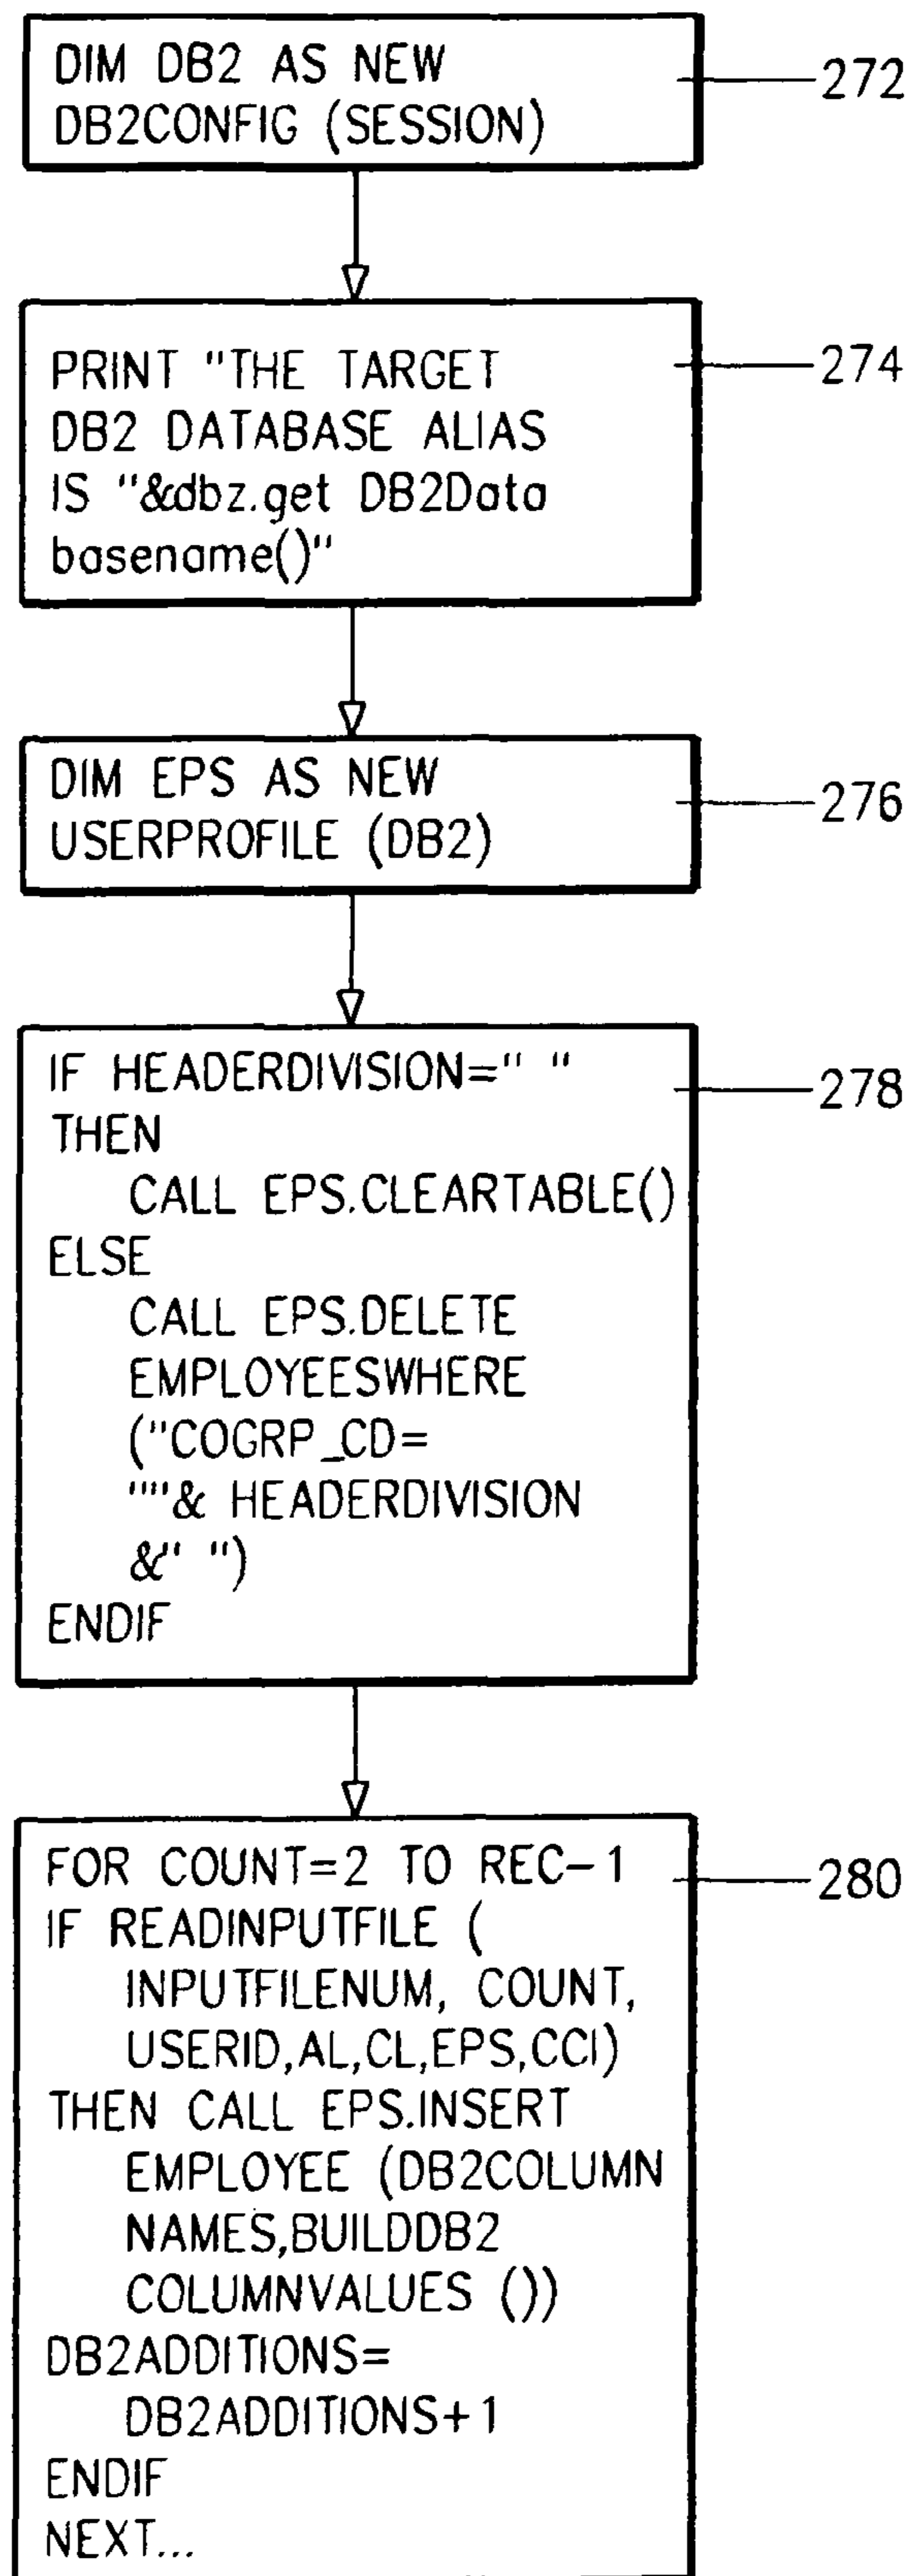 DIM DB2 AS NEW
DB2CONFIG (SESSION)
272
PRINT "THE TARGET
DB2 DATABASE ALIAS
IS "&dbz.get DB2Data
basename()"
274
DIM EPS AS NEW
USERPROFILE (DB2)
276
IF HEADERDIVISION=" "
THEN
CALL EPS.CLEARTABLE()
ELSE
CALL EPS.DELETE
EMPLOYEESWHERE
("COGRP_CD=
""& HEADERDIVISION
&" ")
ENDIF
278
FOR COUNT=2 TO REC-1
IF READINPUTFILE (
INPUTFILENUM, COUNT,
USERID,AL,CL,EPS,CCI)
THEN CALL EPS.INSERT
EMPLOYEE (DB2COLUMN
NAMES,BUILDDB2
COLUMNVALUES ())
DB2ADDITIONS=
DB2ADDITIONS+1
ENDIF
NEXT...
280